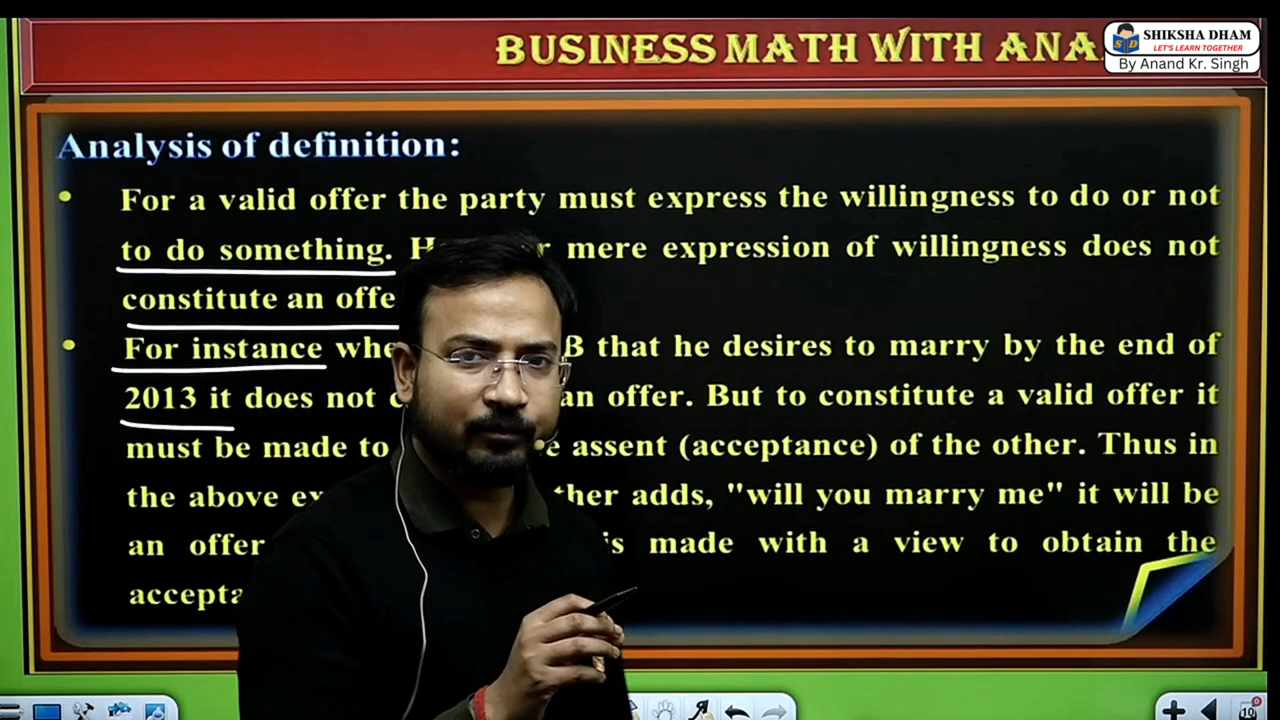 BUSINESS MATH WITH ANA
SHIKSHA DHAM
LET'S LEARN TOGETHER
By Anand Kr. Singh
Analysis of definition:
• For a valid offer the party must express the willingness to do or not
to do something. mere expression of willingness does not
constitute an offe
• For instance B that he desires to marry by the end of
2013 it does not an offer. But to constitute a valid offer it
must be made to assent (acceptance) of the other. Thus in
the above adds, "will you marry me" it will be
an offer is made with a view to obtain the
accepta